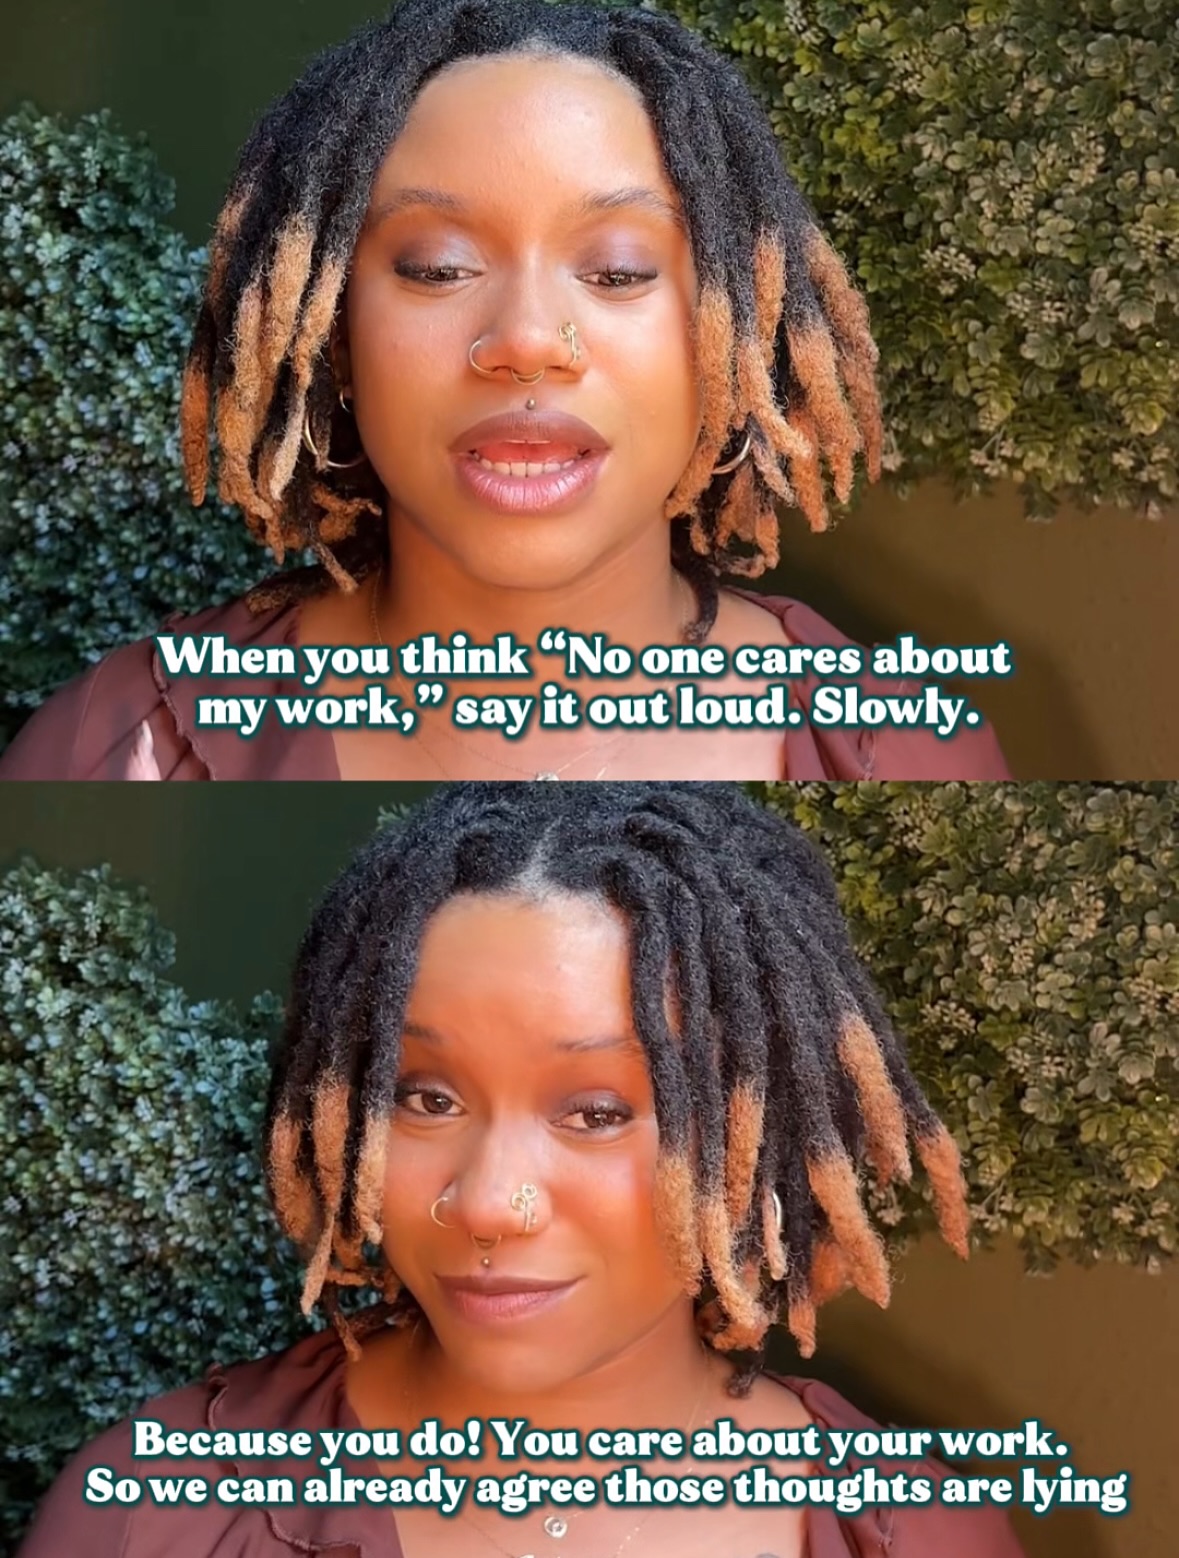 When you think “No one cares about
my work,” say it out loud. Slowly.
Because you do! You care about your work.
So we can already agree those thoughts are lying